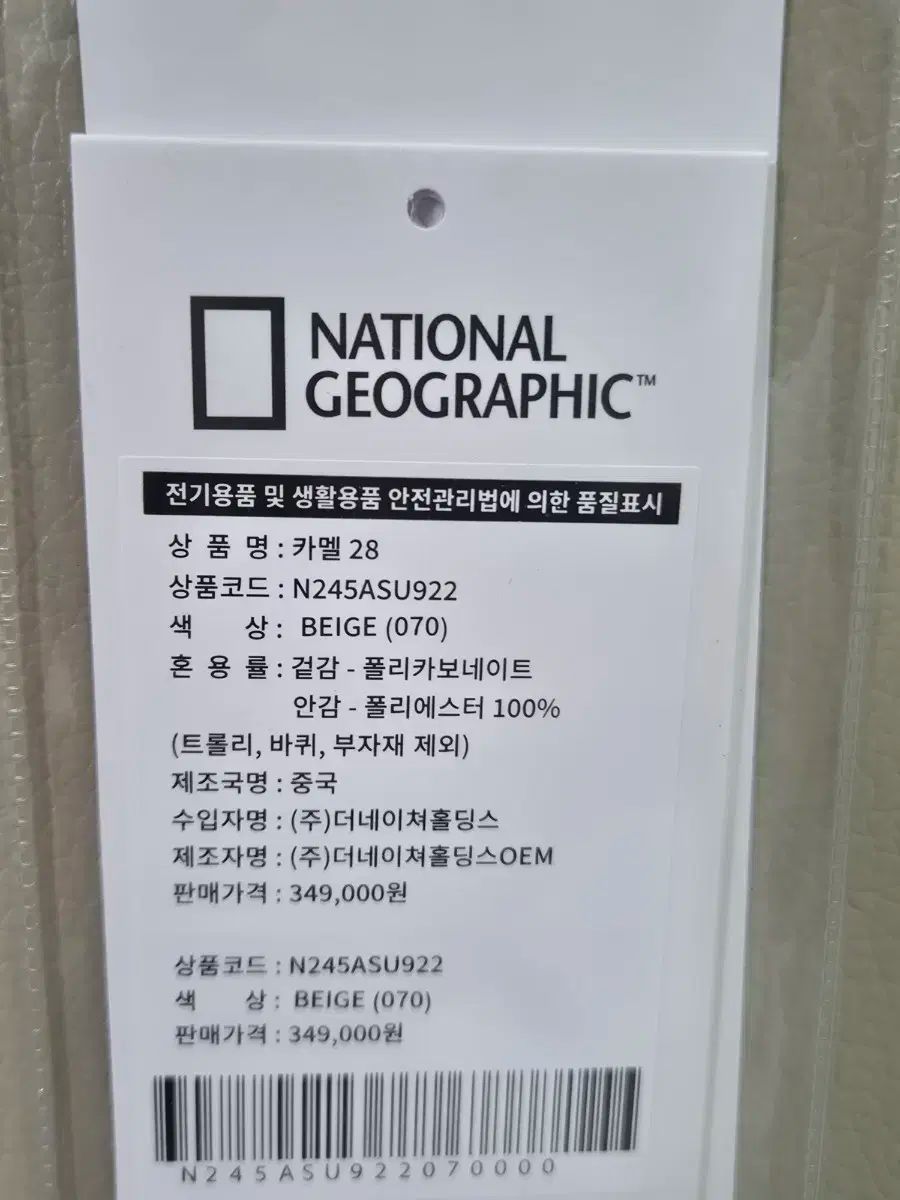 NATIONAL
GEOGRAPHIC™
전기용품 및 생활용품 안전관리법에 의한 품질표시
상 품 명 : 카멜 28
상품코드 : N245ASU922
색 상 : BEIGE (070)
혼 용 률 : 겉감 - 폴리카보네이트
안감 - 폴리에스터 100%
(트롤리, 바퀴, 부자재 제외)
제조국명 : 중국
수입자명 : (주)더네이쳐홀딩스
제조자명 : (주)더네이쳐홀딩스OEM
판매가격 : 349,000원
상품코드 : N245ASU922
색 상 : BEIGE (070)
판매가격 : 349,000원
N245ASU922070000